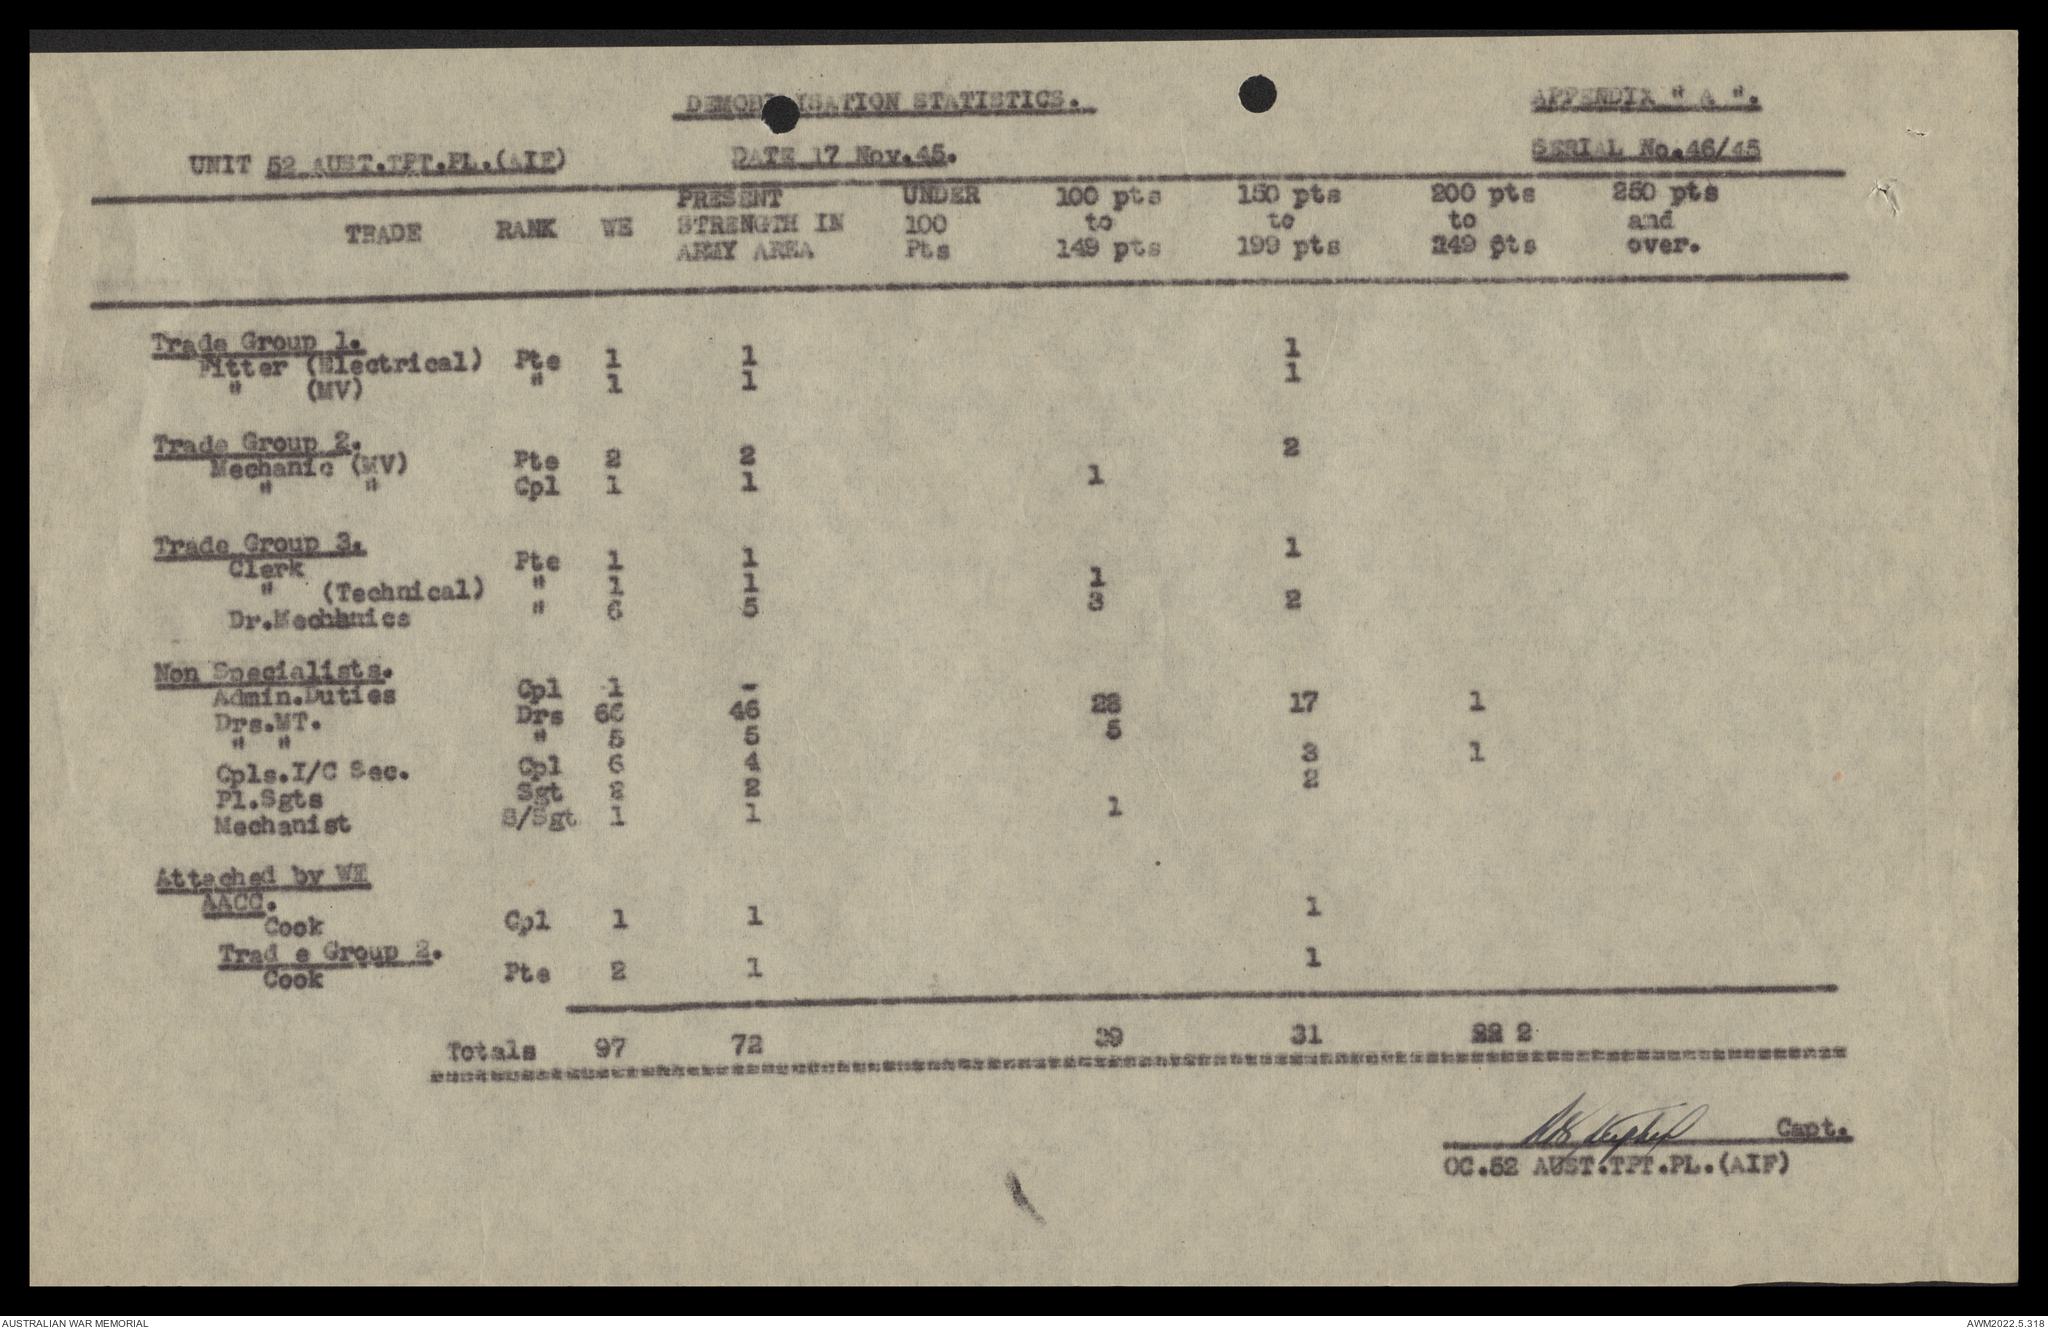 DEMOBILISATION STATISTICS.
APPENDIX " A ".
UNIT 52 AUST.TPT.PL.(AIF)
DATE 17 Nov.45.
SERIAL No.46/45
TRADE RANK WE PRESENT STRENGTH IN ARMY AREA UNDER 100 Pts 100 pts to 149 pts 150 pts to 199 pts 200 pts to 249 pts 250 pts and over.
Trade Group 1.
Fitter (Electrical) Pte 1 1 1
" (MV) " 1 1 1
Trade Group 2.
Mechanic (MV) Pte 2 2 2
" " Cpl 1 1 1
Trade Group 3.
Clerk Pte 1 1 1
" (Technical) " 1 1 1
Dr.Mechanics " 6 5 3 2
Non Specialists.
Admin.Duties Cpl 1 -
Drs.MT. Drs 66 46 28 17 1
" " " 5 5 5
Cpls.I/C Sec. Cpl 6 4 3 1
Pl.Sgts Sgt 2 2 2
Mechanist S/Sgt 1 1 1
Attached by WE
AACC.
Cook Cpl 1 1 1
Trad e Group 2.
Cook Pte 2 1 1
Totals 97 72 39 31 2
Capt.
OC.52 AUST.TPT.PL.(AIF)
AUSTRALIAN WAR MEMORIAL
AWM2022.5.318